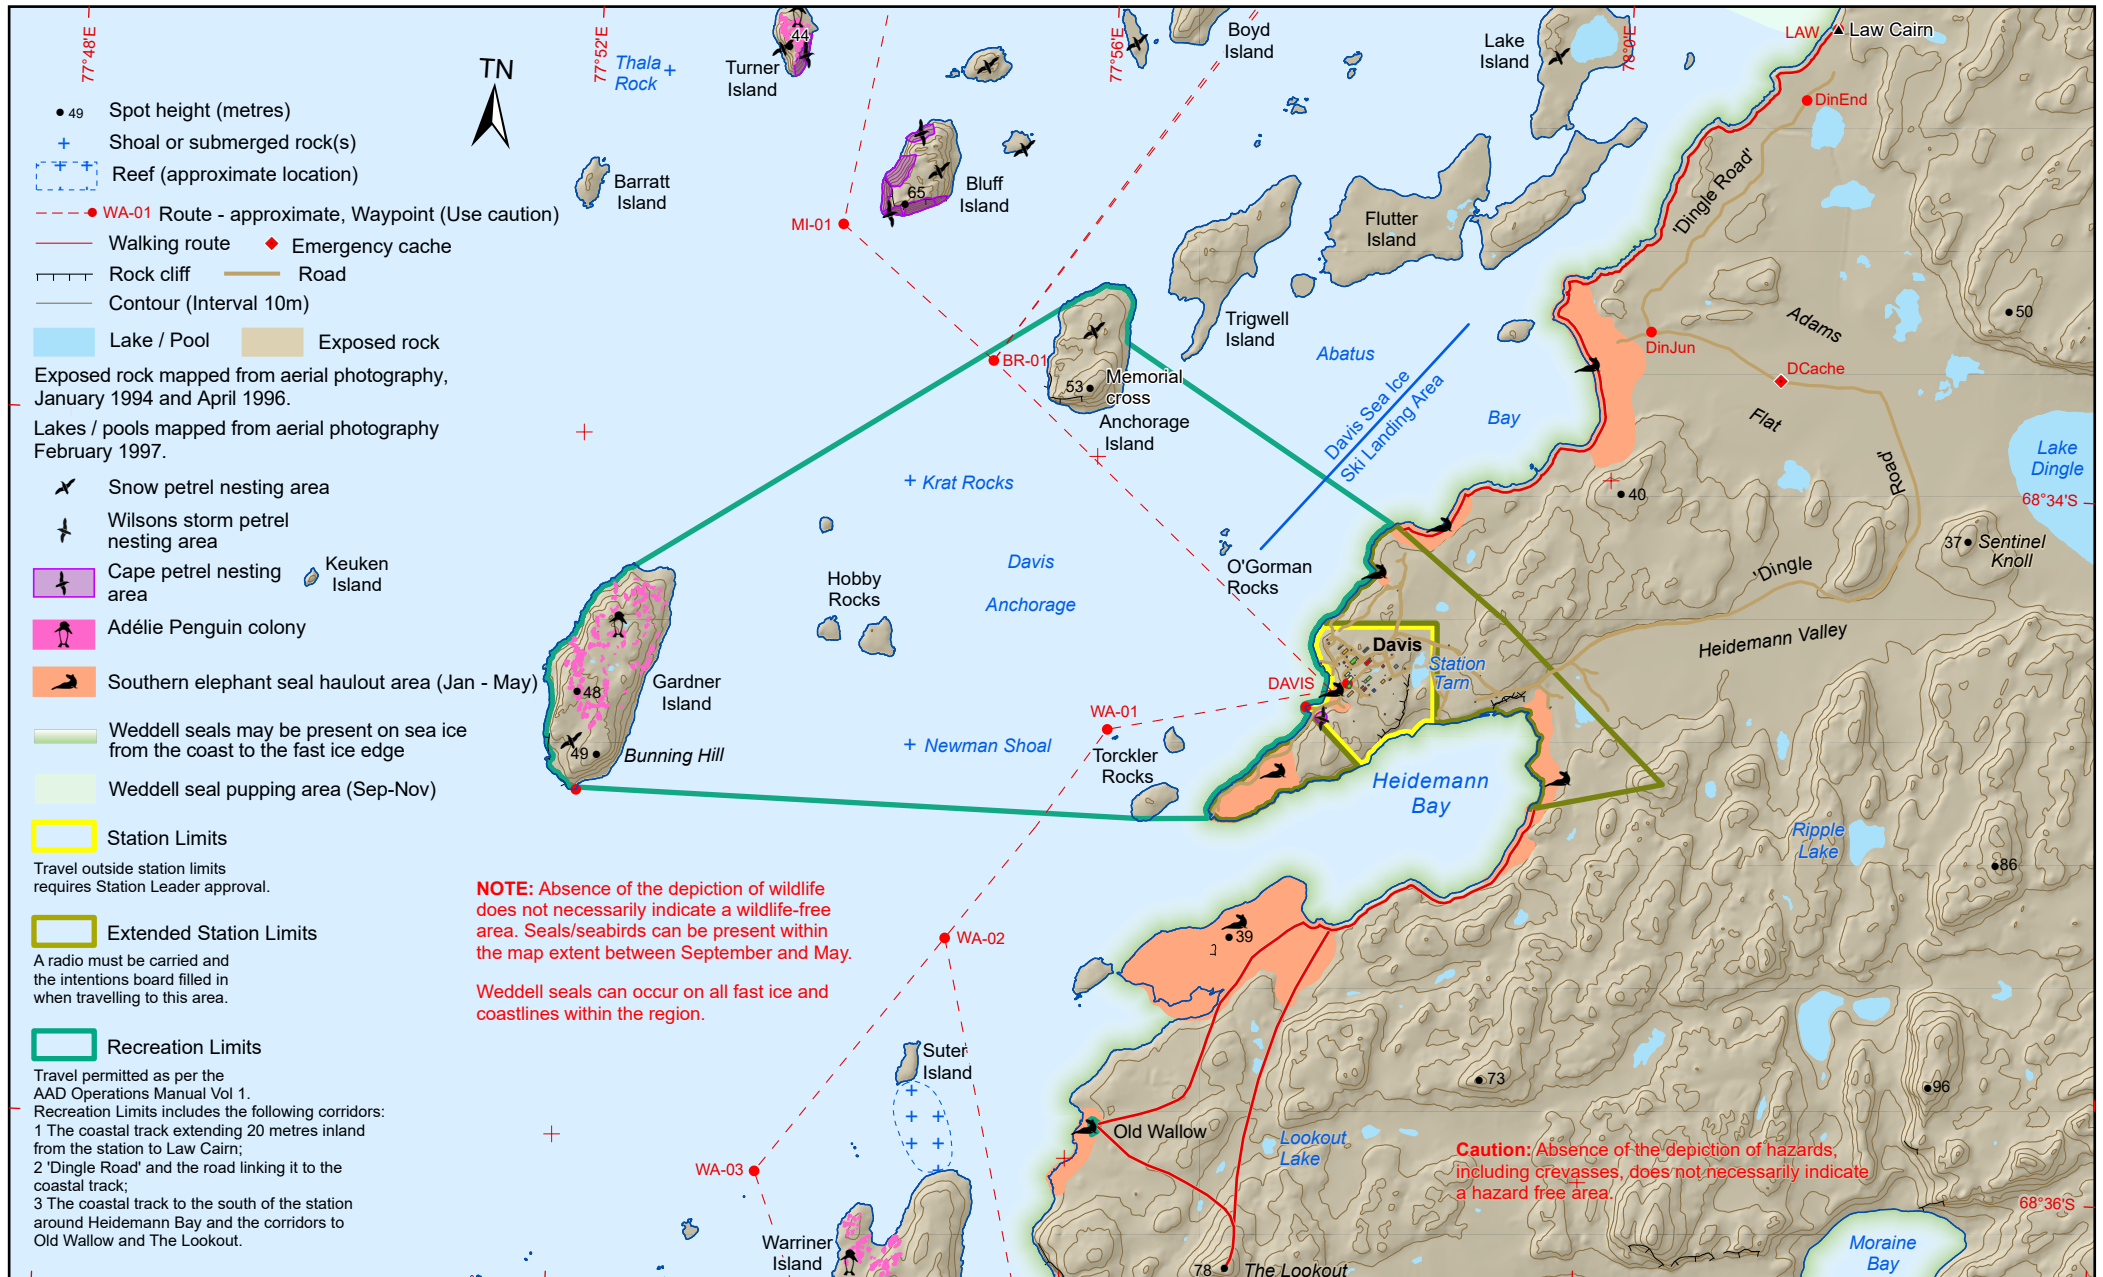 77°48'E
77°52'E
77°56'E
78°0'E
TN
Thala
Rock
44
Turner
Island
Boyd
Island
Lake
Island
LAW
Law Cairn
DinEnd
49
Spot height (metres)
Shoal or submerged rock(s)
Reef (approximate location)
WA-01
Route - approximate, Waypoint (Use caution)
Walking route
Emergency cache
Rock cliff
Road
Contour (Interval 10m)
Lake / Pool
Exposed rock
Exposed rock mapped from aerial photography,
January 1994 and April 1996.
Lakes / pools mapped from aerial photography
February 1997.
Snow petrel nesting area
Wilsons storm petrel
nesting area
Cape petrel nesting
area
Adélie Penguin colony
Southern elephant seal haulout area (Jan - May)
Weddell seals may be present on sea ice
from the coast to the fast ice edge
Weddell seal pupping area (Sep-Nov)
Station Limits
Travel outside station limits
requires Station Leader approval.
Extended Station Limits
A radio must be carried and
the intentions board filled in
when travelling to this area.
Recreation Limits
Travel permitted as per the
AAD Operations Manual Vol 1.
Recreation Limits includes the following corridors:
1 The coastal track extending 20 metres inland
from the station to Law Cairn;
2 'Dingle Road' and the road linking it to the
coastal track;
3 The coastal track to the south of the station
around Heidemann Bay and the corridors to
Old Wallow and The Lookout.
Barratt
Island
65
Bluff
Island
MI-01
Flutter
Island
'Dingle Road'
Trigwell
Island
Adams
50
DinJun
DCache
BR-01
53
Memorial
cross
Anchorage
Island
Abatus
Bay
Davis Sea Ice
Ski Landing Area
Flat
Lake
Dingle
Road'
68°34'S
40
Krat Rocks
37
Sentinel
Knoll
Keuken
Island
Davis
Anchorage
Hobby
Rocks
O'Gorman
Rocks
'Dingle
Heidemann Valley
Davis
Station
Tarn
DAVIS
48
Gardner
Island
49
Bunning Hill
WA-01
Newman Shoal
Torckler
Rocks
Heidemann
Bay
Ripple
Lake
86
NOTE: Absence of the depiction of wildlife
does not necessarily indicate a wildlife-free
area. Seals/seabirds can be present within
the map extent between September and May.
Weddell seals can occur on all fast ice and
coastlines within the region.
WA-02
39
Suter
Island
73
96
Old Wallow
Lookout
Lake
Caution: Absence of the depiction of hazards,
including crevasses, does not necessarily indicate
a hazard free area.
WA-03
68°36'S
Warriner
Island
78
The Lookout
Moraine
Bay